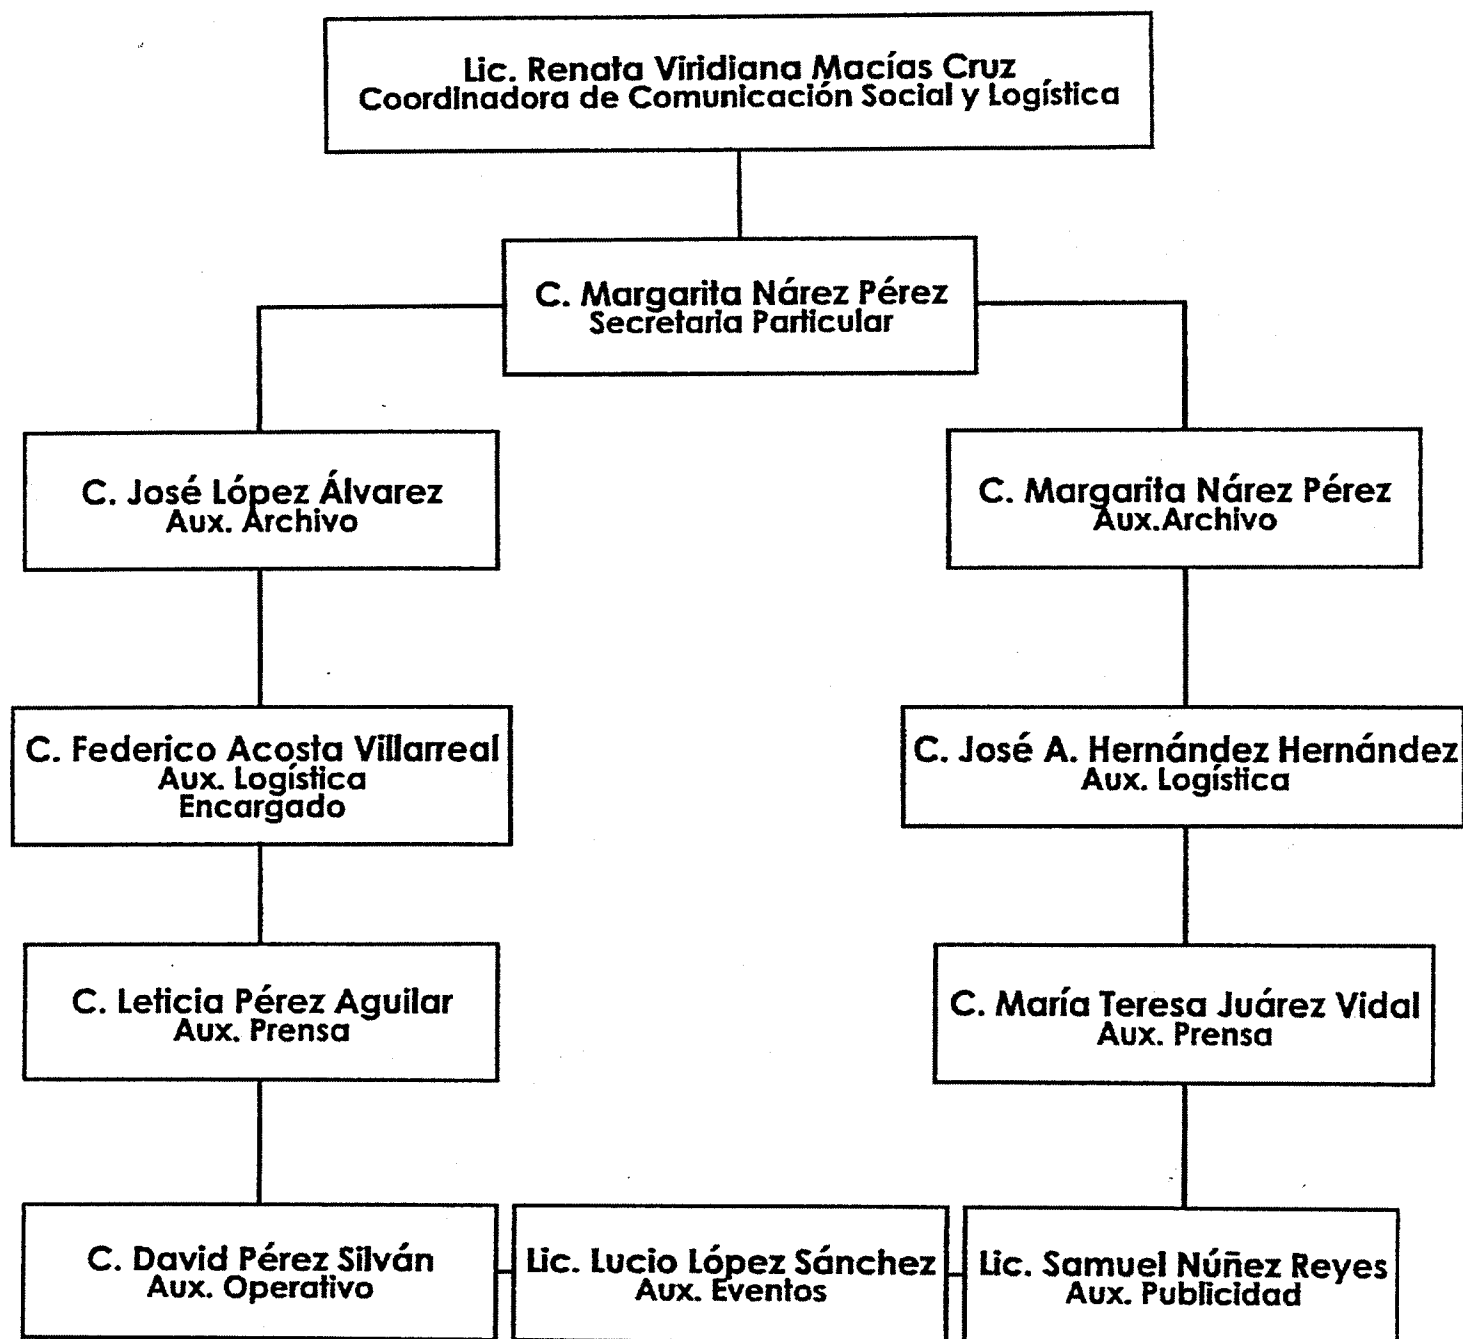 Lic. Renata Viridiana Macías Cruz
Coordinadora de Comunicación Social y Logística
C. Margarita Nárez Pérez
Secretaria Particular
C. José López Álvarez
Aux. Archivo
C. Margarita Nárez Pérez
Aux.Archivo
C. Federico Acosta Villarreal
Aux. Logística
Encargado
C. José A. Hernández Hernández
Aux. Logística
C. Leticia Pérez Aguilar
Aux. Prensa
C. María Teresa Juárez Vidal
Aux. Prensa
C. David Pérez Silván
Aux. Operativo
Lic. Lucio López Sánchez
Aux. Eventos
Lic. Samuel Núñez Reyes
Aux. Publicidad